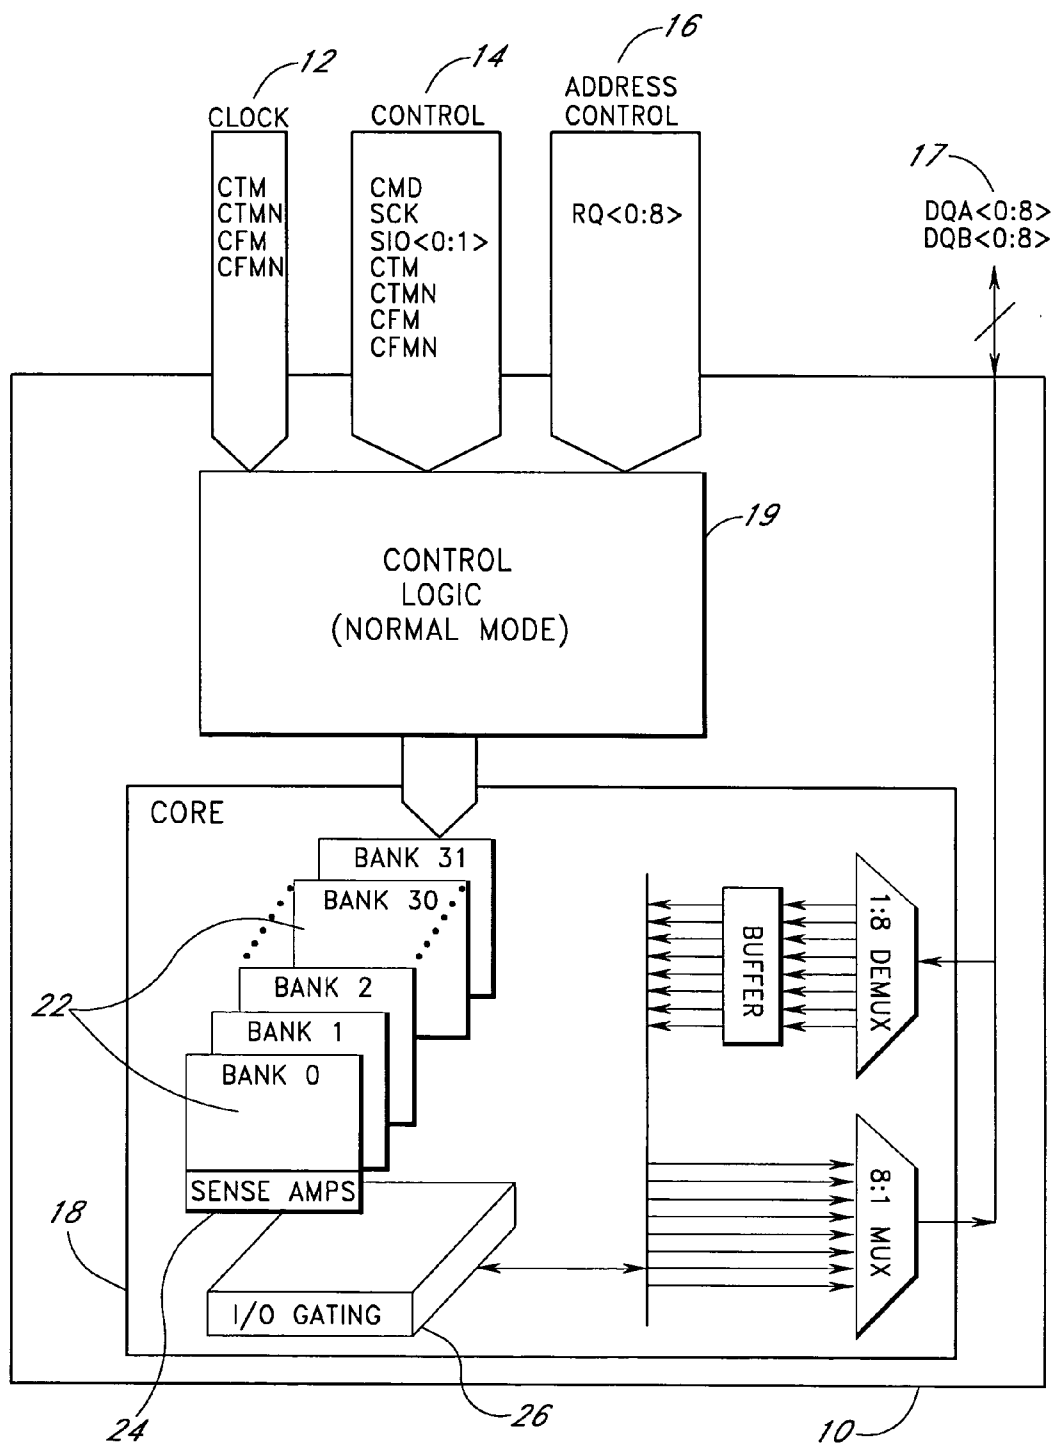 12
14
16
CLOCK
CONTROL
ADDRESS
CONTROL
17
CTM
CTMN
CFM
CFMN
CMD
SCK
SIO<0:1>
CTM
CTMN
CFM
CFMN
RQ<0:8>
DQA<0:8>
DQB<0:8>
19
CONTROL
LOGIC
(NORMAL MODE)
CORE
BANK 31
BANK 30
BANK 2
BANK 1
BANK 0
SENSE AMPS
22
BUFFER
1:8 DEMUX
8:1 MUX
18
I/O GATING
24
26
10